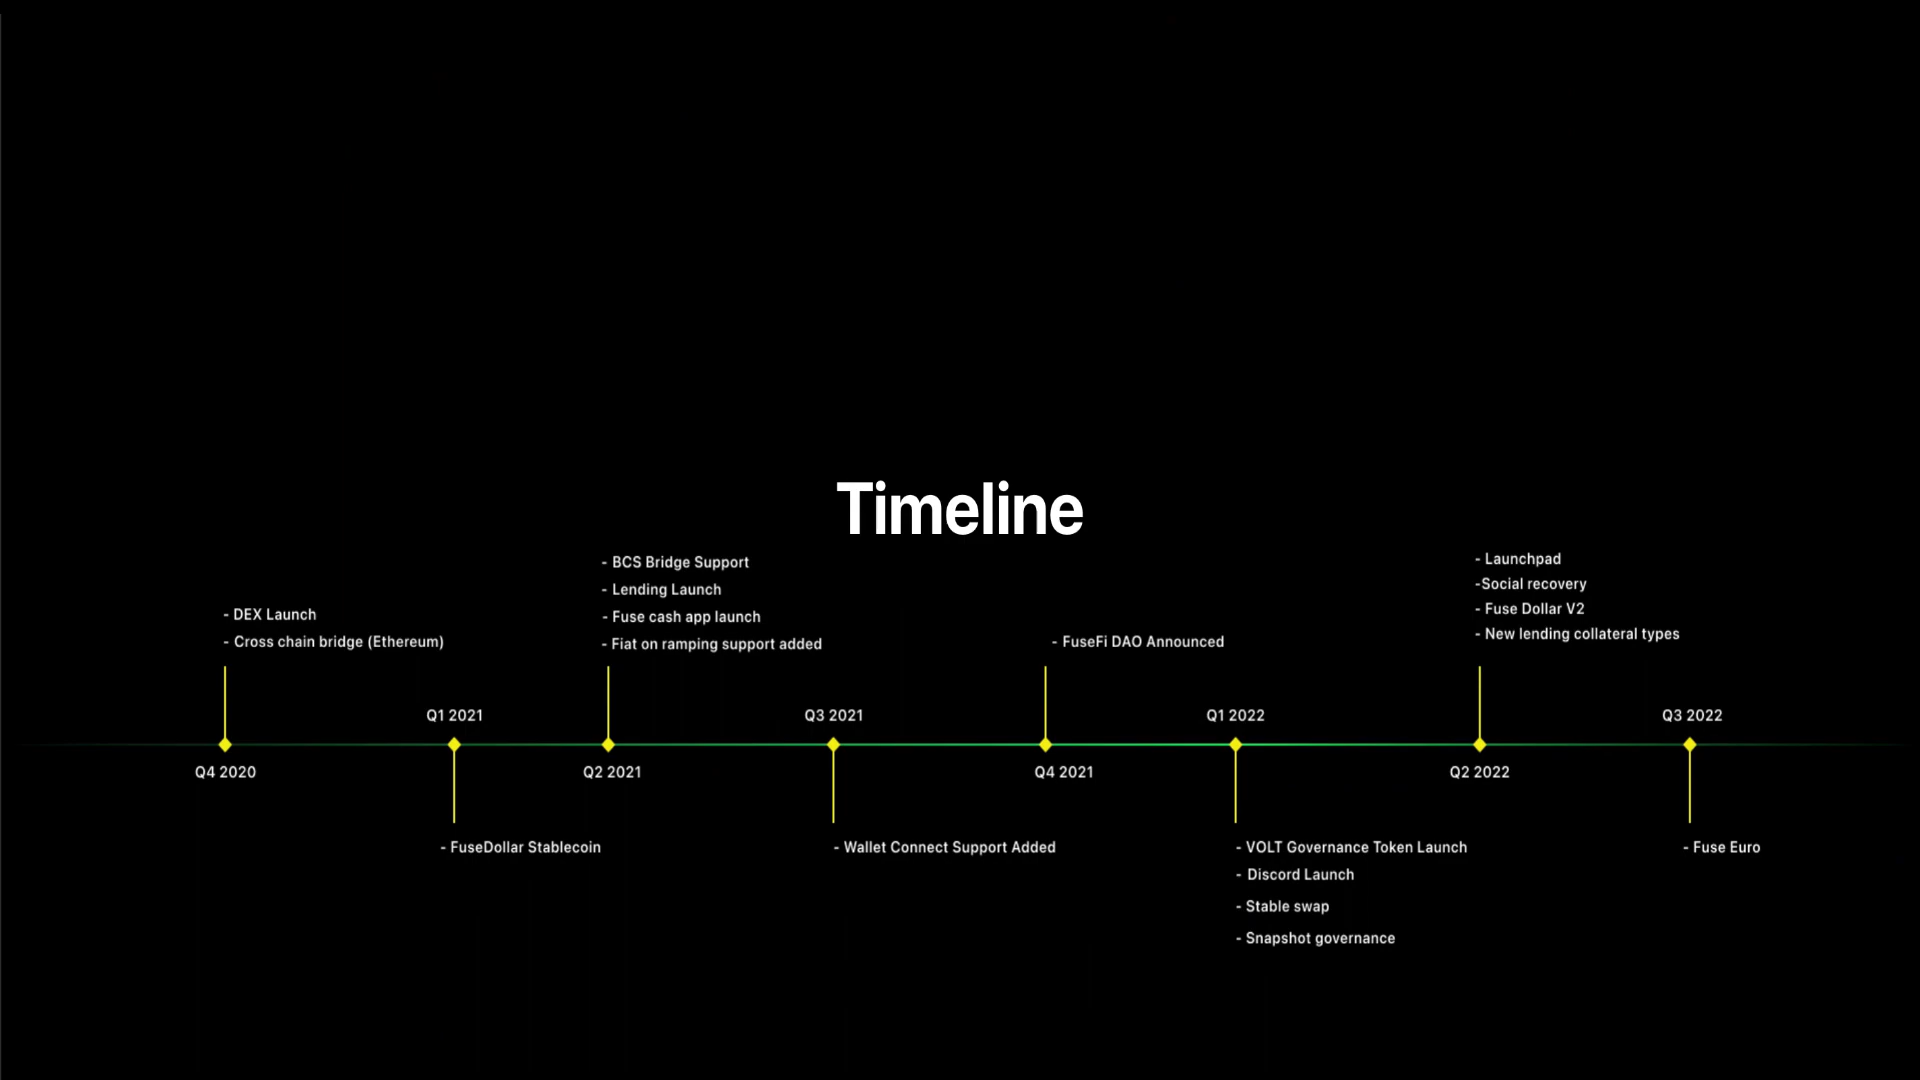 Timeline
- DEX Launch
- Cross chain bridge (Ethereum)
Q4 2020
Q1 2021
- FuseDollar Stablecoin
- BCS Bridge Support
- Lending Launch
- Fuse cash app launch
- Fiat on ramping support added
Q2 2021
Q3 2021
- Wallet Connect Support Added
- FuseFi DAO Announced
Q4 2021
Q1 2022
- VOLT Governance Token Launch
- Discord Launch
- Stable swap
- Snapshot governance
- Launchpad
-Social recovery
- Fuse Dollar V2
- New lending collateral types
Q2 2022
Q3 2022
- Fuse Euro